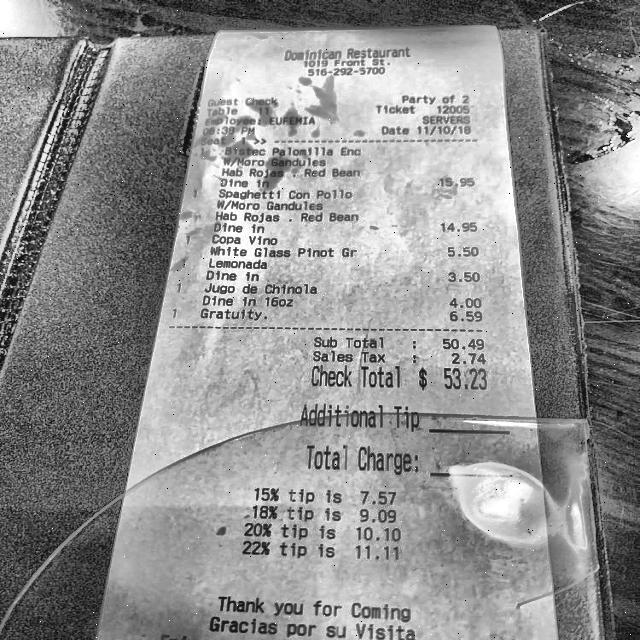 Dominican Restaurant
1019 Front St.
516-292-5700
Guest Check Party of 2
Table 11 Ticket 12005
Employee: EUFEMIA SERVERS
06:39 PM Date 11/10/18
>> 
Bistec Palomilla Enc
W/Moro Gandules
Hab Rojas . Red Bean
Dine in 15.95
1 Spaghetti Con Pollo
W/Moro Gandules
Hab Rojas . Red Bean
Dine in 14.95
1 Copa Vino
White Glass Pinot Gr 5.50
Lemonada
Dine in 3.50
1 Jugo de Chinola
Dine in 16oz 4.00
1 Gratuity. 6.59
Sub Total : 50.49
Sales Tax : 2.74
Check Total $ 53.23
Additional Tip
Total Charge:
15% tip is 7.57
18% tip is 9.09
20% tip is 10.10
22% tip is 11.11
Thank you for Coming
Gracias por su Visita